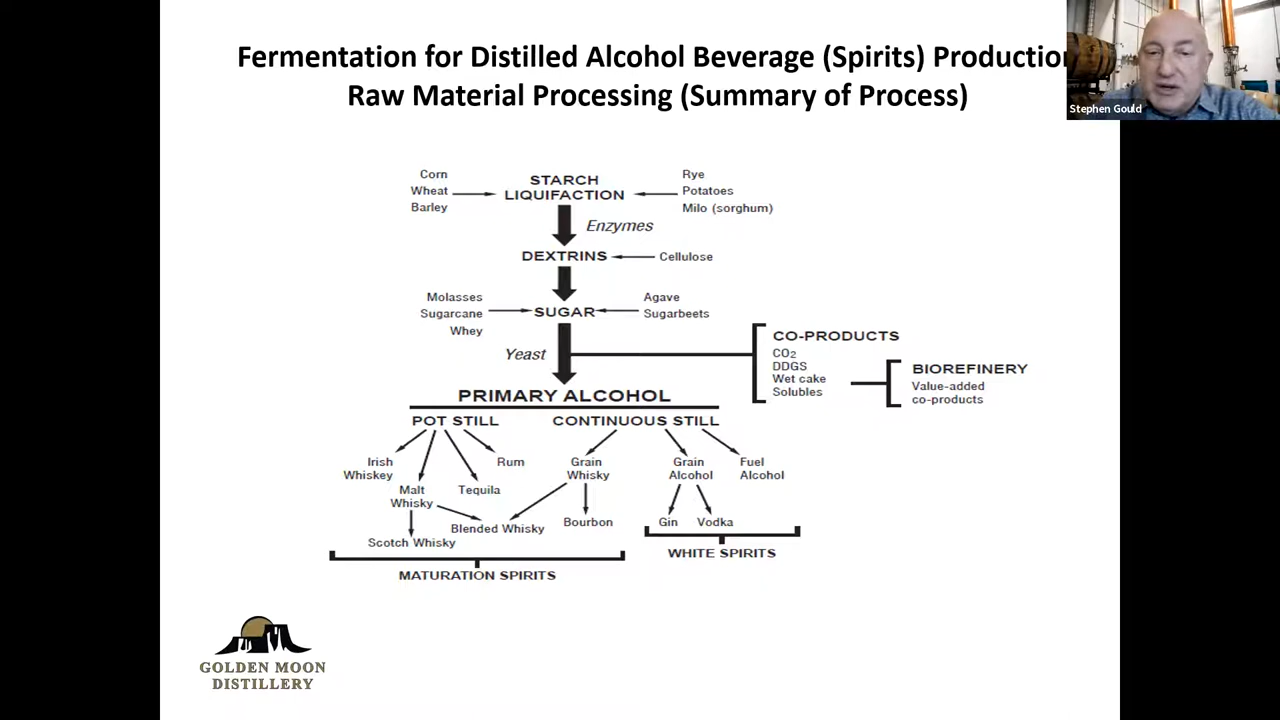 Fermentation for Distilled Alcohol Beverage (Spirits) Productio
Raw Material Processing (Summary of Process)
Stephen Gould
Corn
Wheat
Barley
STARCH
LIQUIFACTION
Rye
Potatoes
Milo (sorghum)
Enzymes
DEXTRINS
Cellulose
Molasses
Sugarcane
Whey
SUGAR
Agave
Sugarbeets
Yeast
CO-PRODUCTS
CO2
DDGS
Wet cake
Solubles
BIOREFINERY
Value-added
co-products
PRIMARY ALCOHOL
POT STILL
CONTINUOUS STILL
Irish
Whiskey
Malt
Whisky
Tequila
Rum
Grain
Whisky
Grain
Alcohol
Fuel
Alcohol
Scotch Whisky
Blended Whisky
Bourbon
Gin
Vodka
MATURATION SPIRITS
WHITE SPIRITS
GOLDEN MOON
DISTILLERY